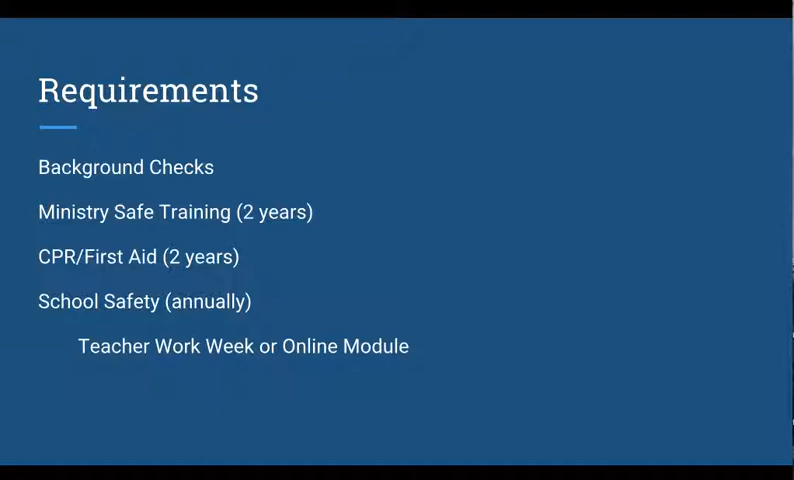 Requirements
Background Checks
Ministry Safe Training (2 years)
CPR/First Aid (2 years)
School Safety (annually)
Teacher Work Week or Online Module